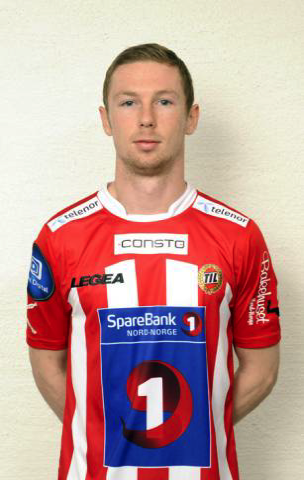 telenor
telenor
CONSTO
LEGEA
TIL
SpareBank 1
NORD-NORGE
1